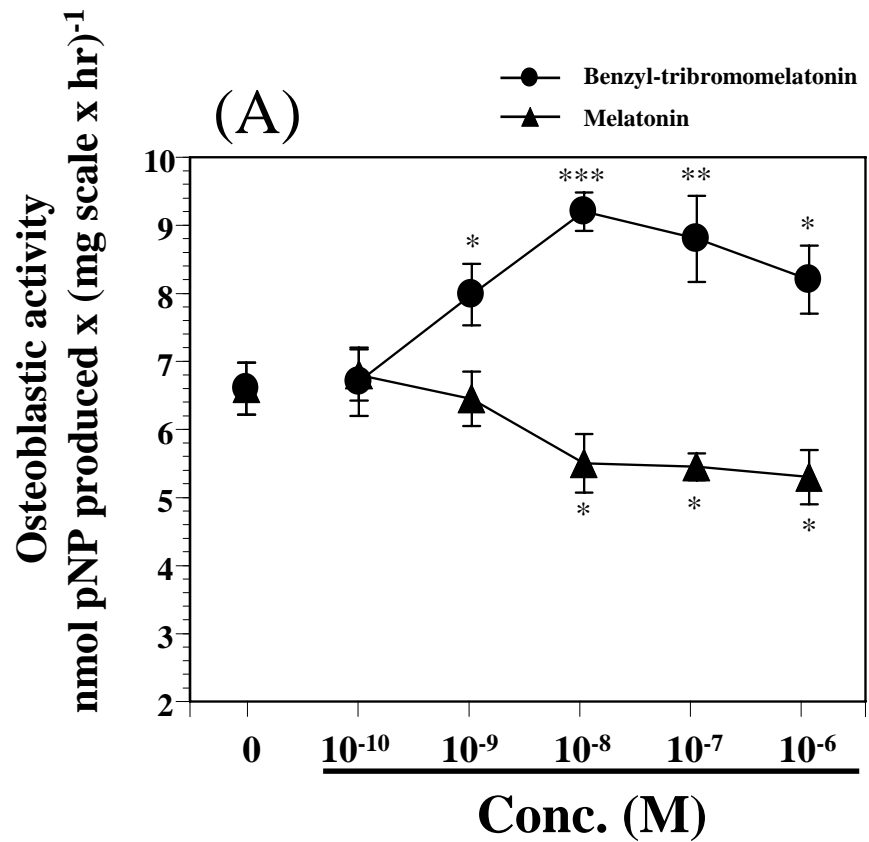 Benzyl-tribromomelatonin
(A)
Melatonin
Osteoblastic activity
nmol pNP produced x (mg scale x hr)⁻¹
10
***
**
9
*
*
8
7
6
5
*
*
*
4
3
2
0 10⁻¹⁰ 10⁻⁹ 10⁻⁸ 10⁻⁷ 10⁻⁶
Conc. (M)